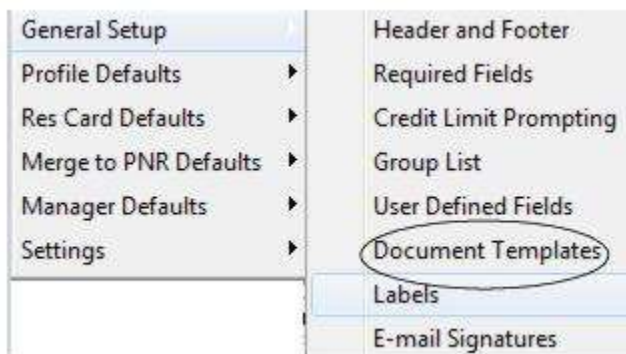 General Setup
Profile Defaults
Res Card Defaults
Merge to PNR Defaults
Manager Defaults
Settings
Header and Footer
Required Fields
Credit Limit Prompting
Group List
User Defined Fields
Document Templates
Labels
E-mail Signatures